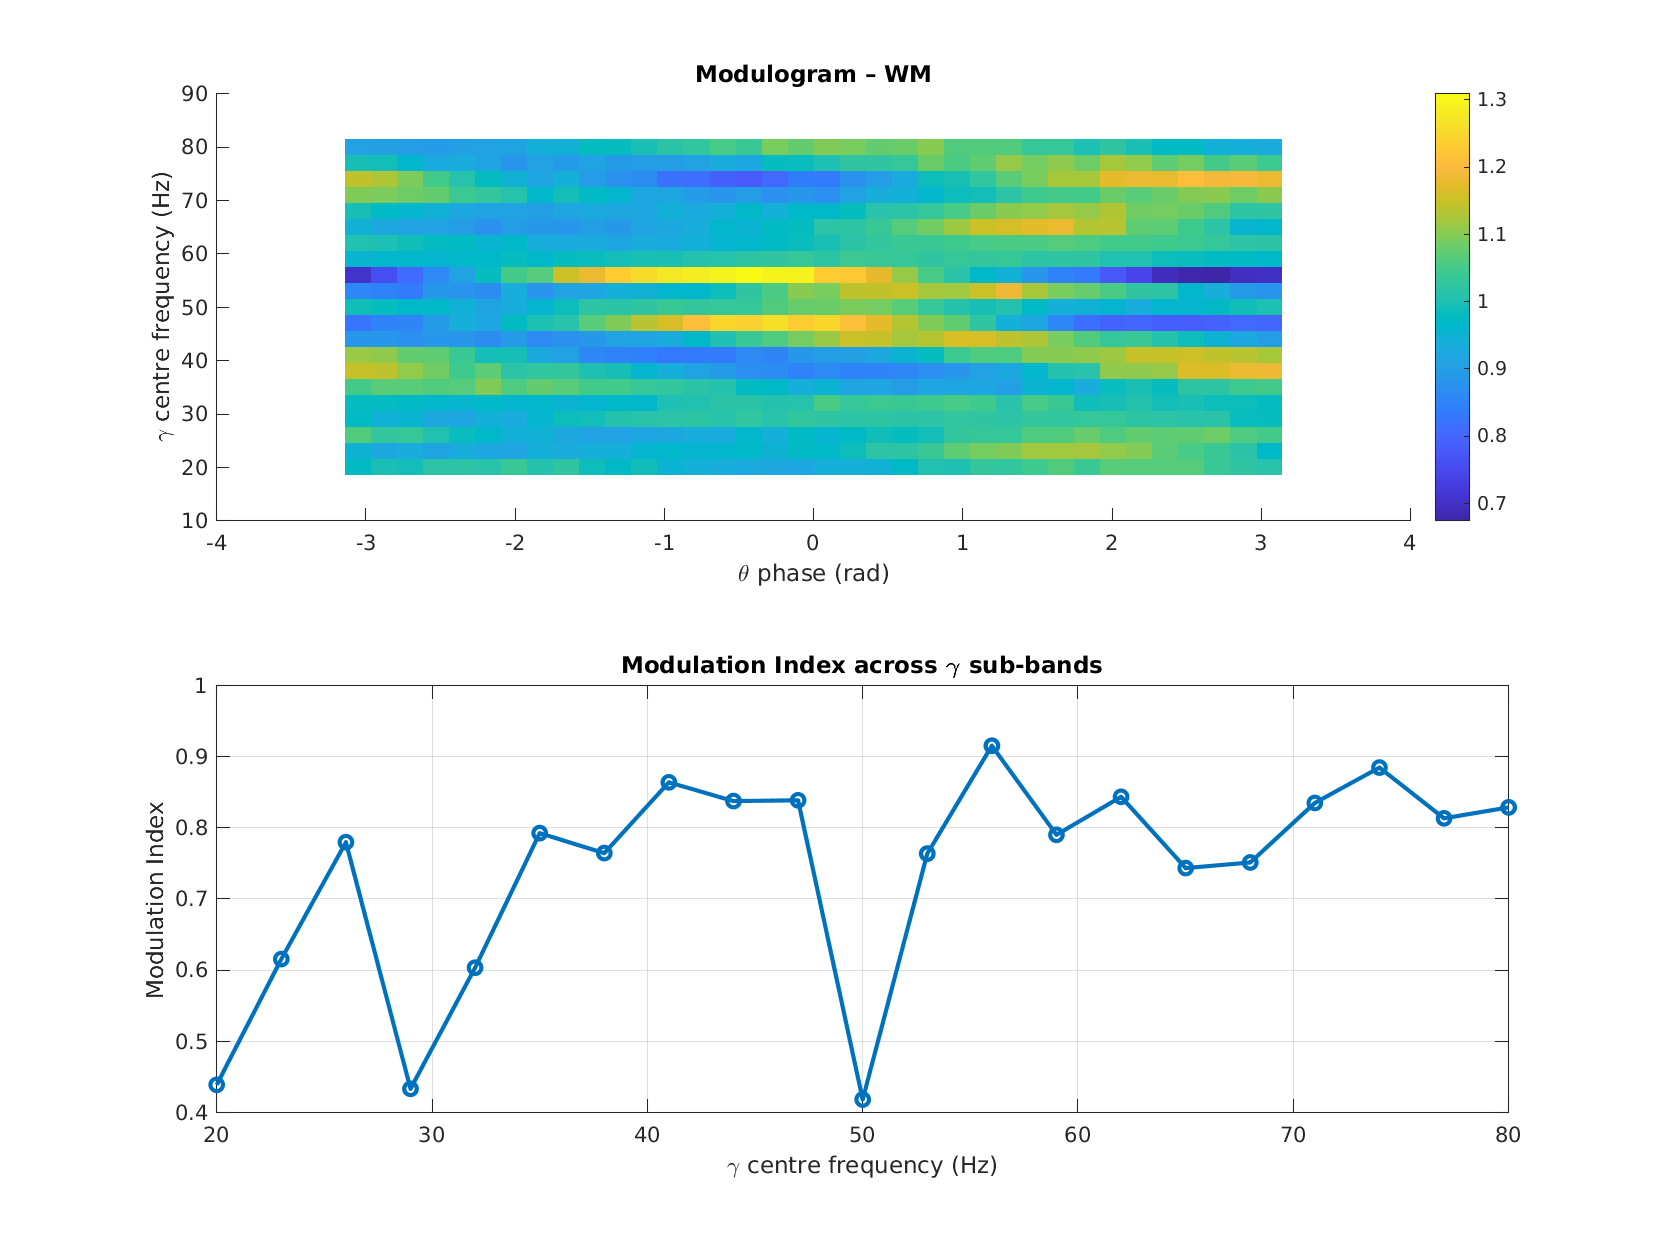 Modulogram – WM
γ centre frequency (Hz)
90
80
70
60
50
40
30
20
10
-4 -3 -2 -1 0 1 2 3 4
θ phase (rad)
1.3
1.2
1.1
1
0.9
0.8
0.7
Modulation Index across γ sub-bands
Modulation Index
1
0.9
0.8
0.7
0.6
0.5
0.4
20 30 40 50 60 70 80
γ centre frequency (Hz)